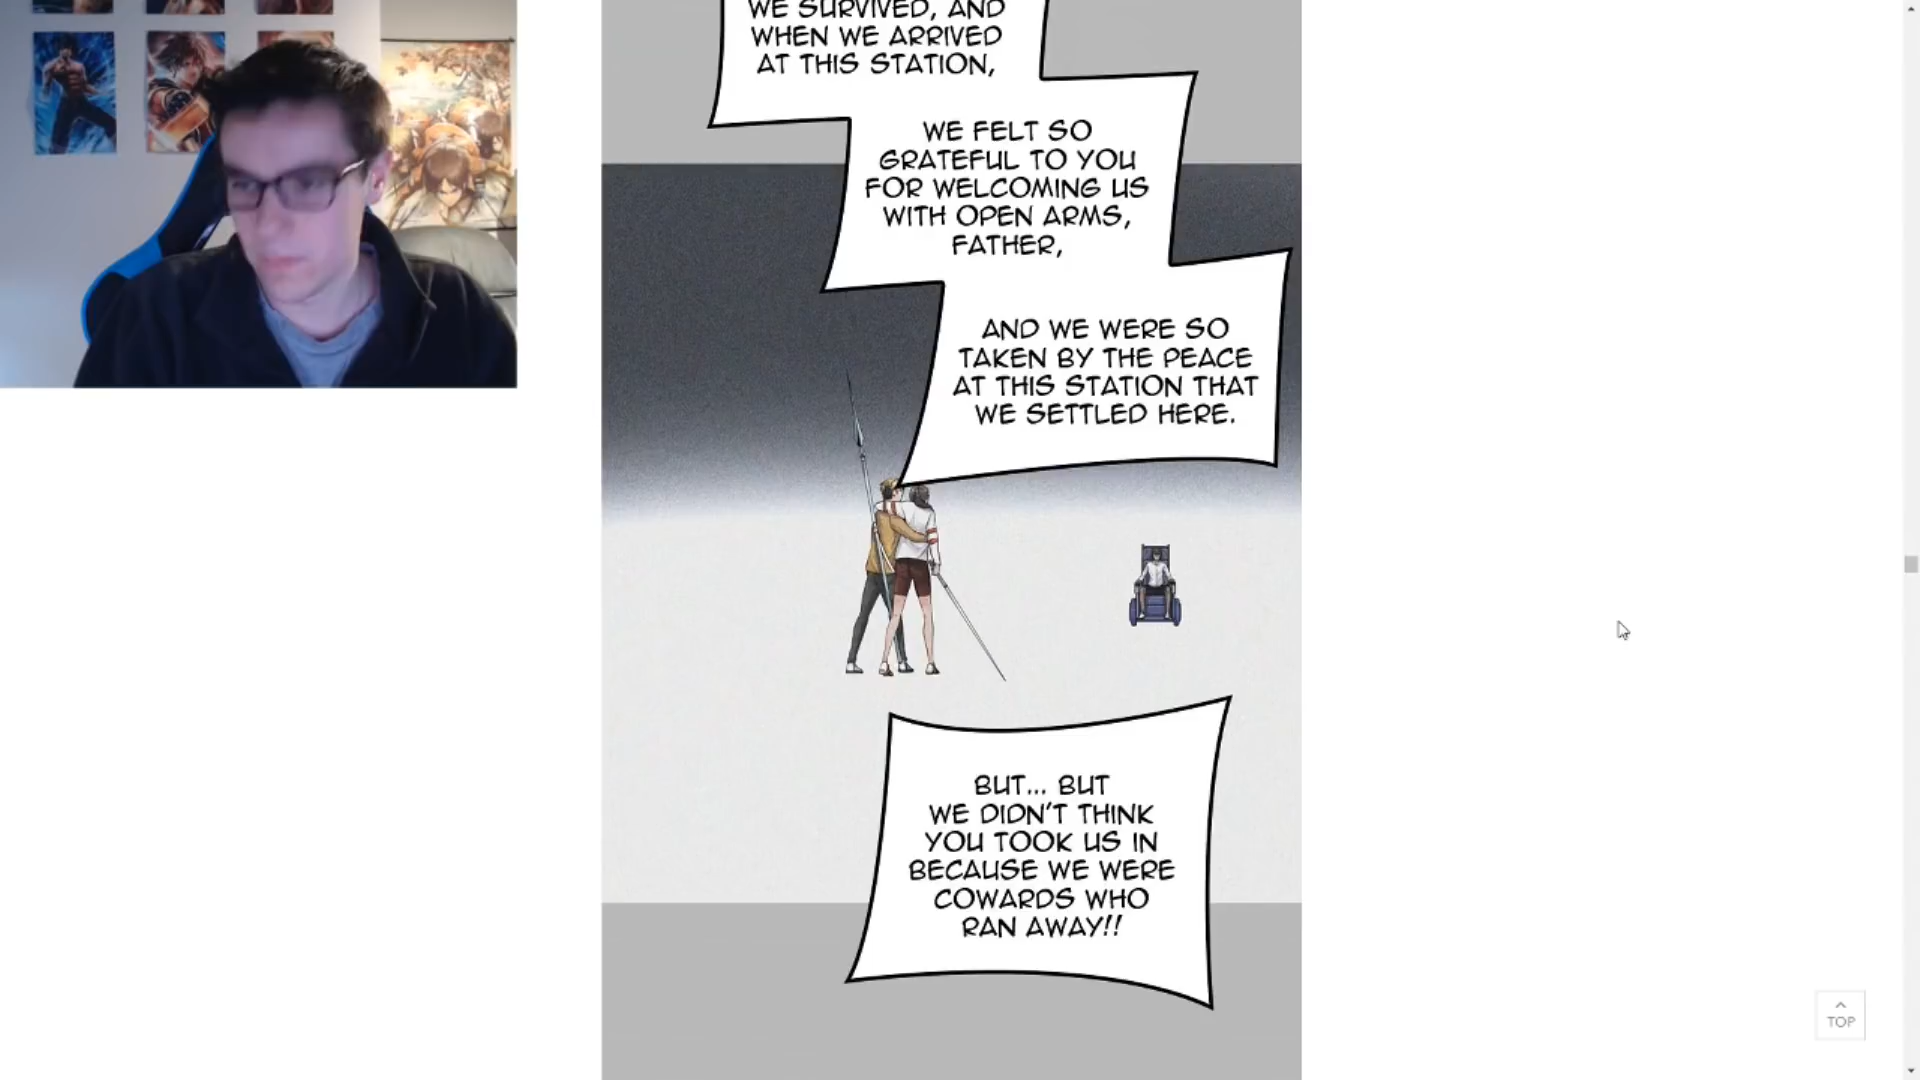 WE SURVIVED, AND
WHEN WE ARRIVED
AT THIS STATION,
WE FELT SO
GRATEFUL TO YOU
FOR WELCOMING US
WITH OPEN ARMS,
FATHER,
AND WE WERE SO
TAKEN BY THE PEACE
AT THIS STATION THAT
WE SETTLED HERE.
BUT... BUT
WE DIDN'T THINK
YOU TOOK US IN
BECAUSE WE WERE
COWARDS WHO
RAN AWAY!!
TOP